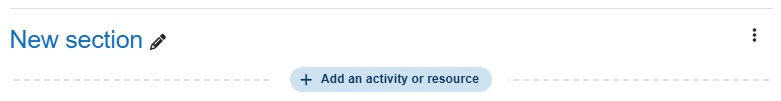 New section
Add an activity or resource